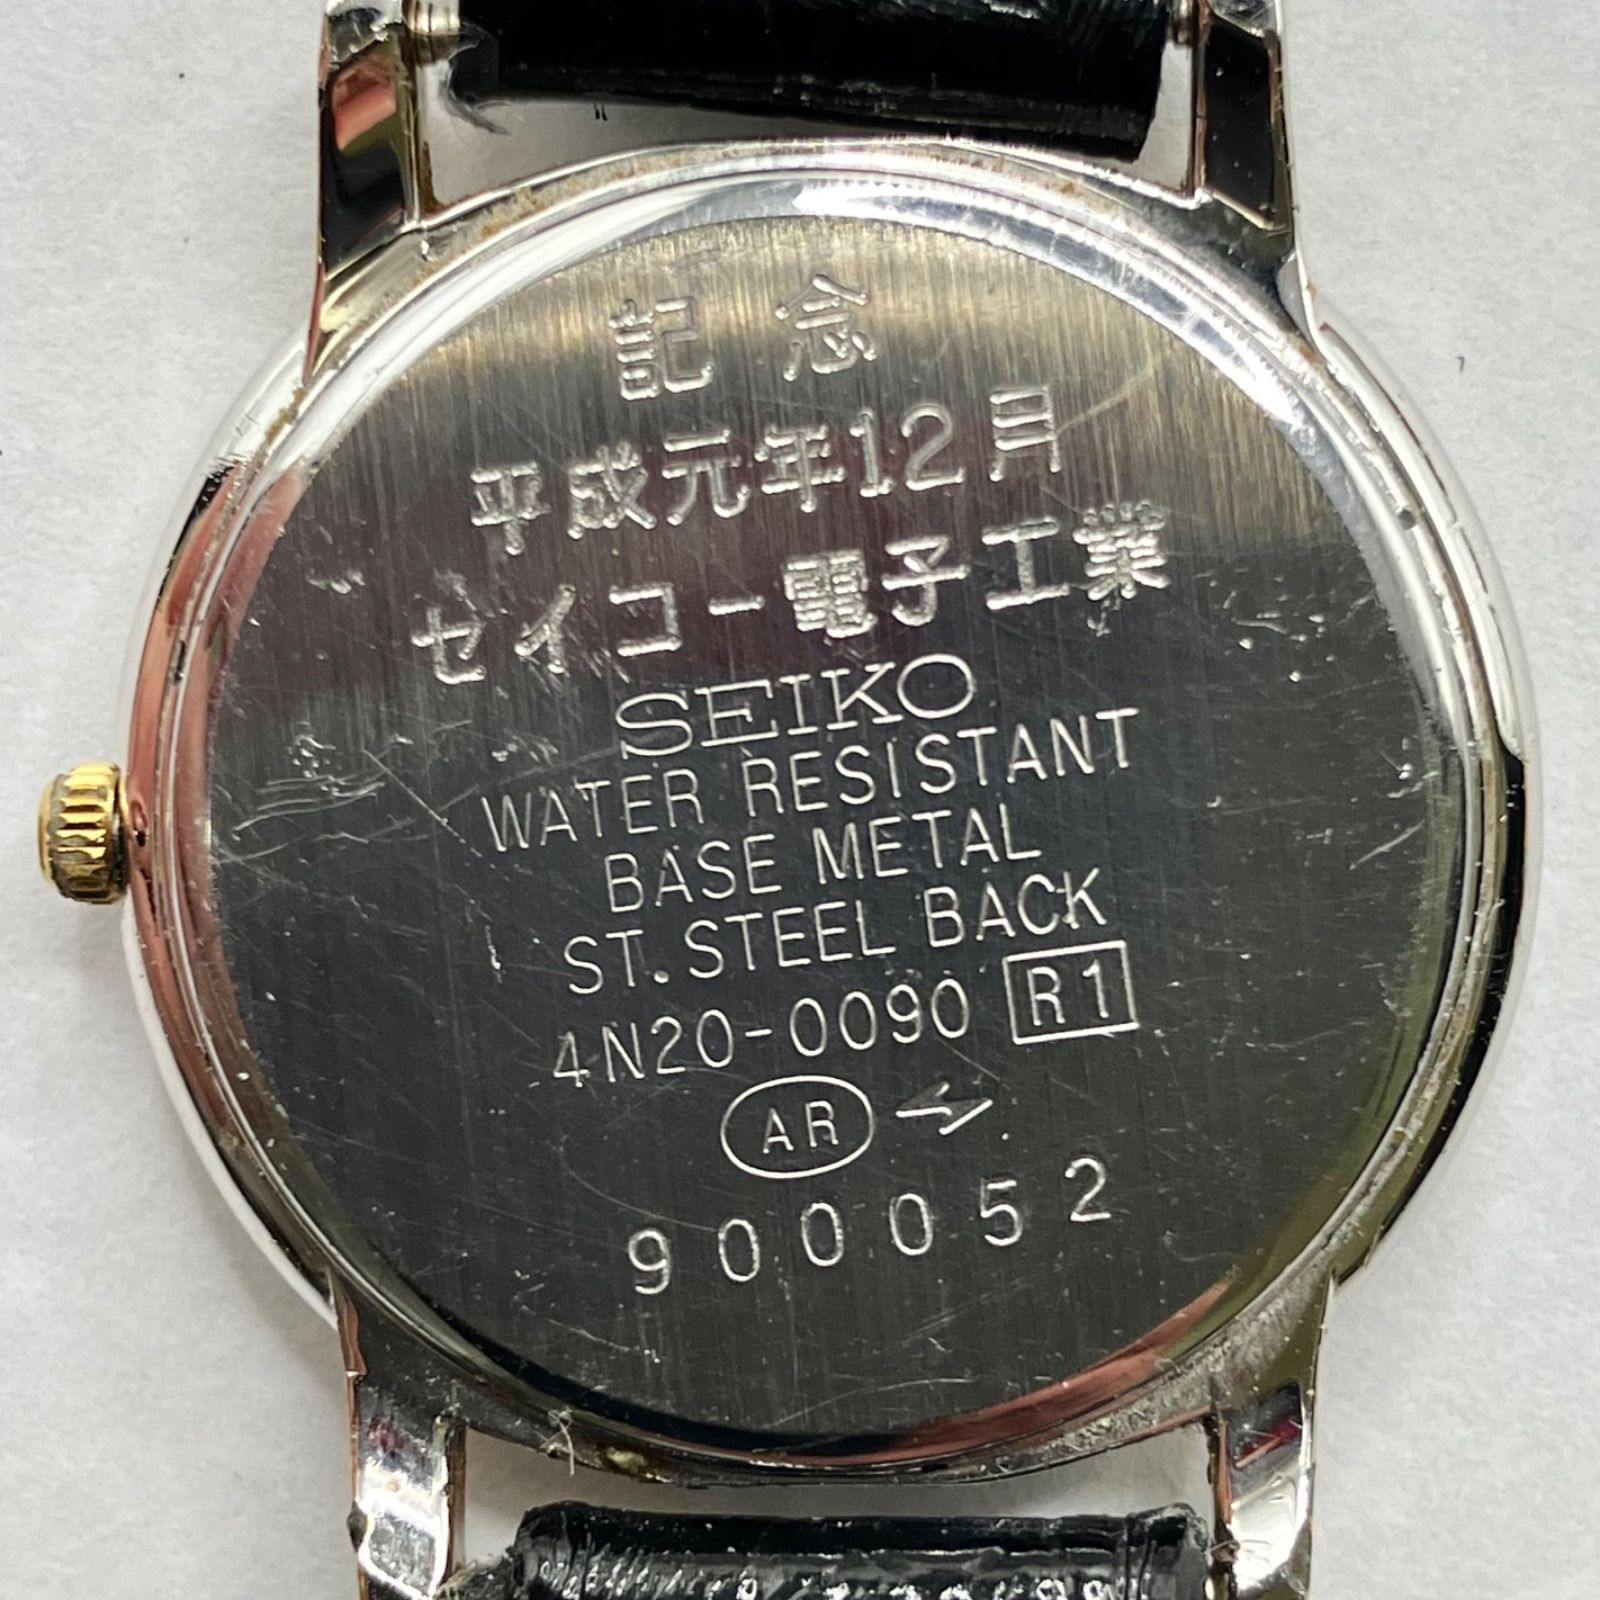 記念
平成元年12月
セイコー電子工業
SEIKO
WATER RESISTANT
BASE METAL
ST.STEEL BACK
4N20-0090 R1
AR
900052